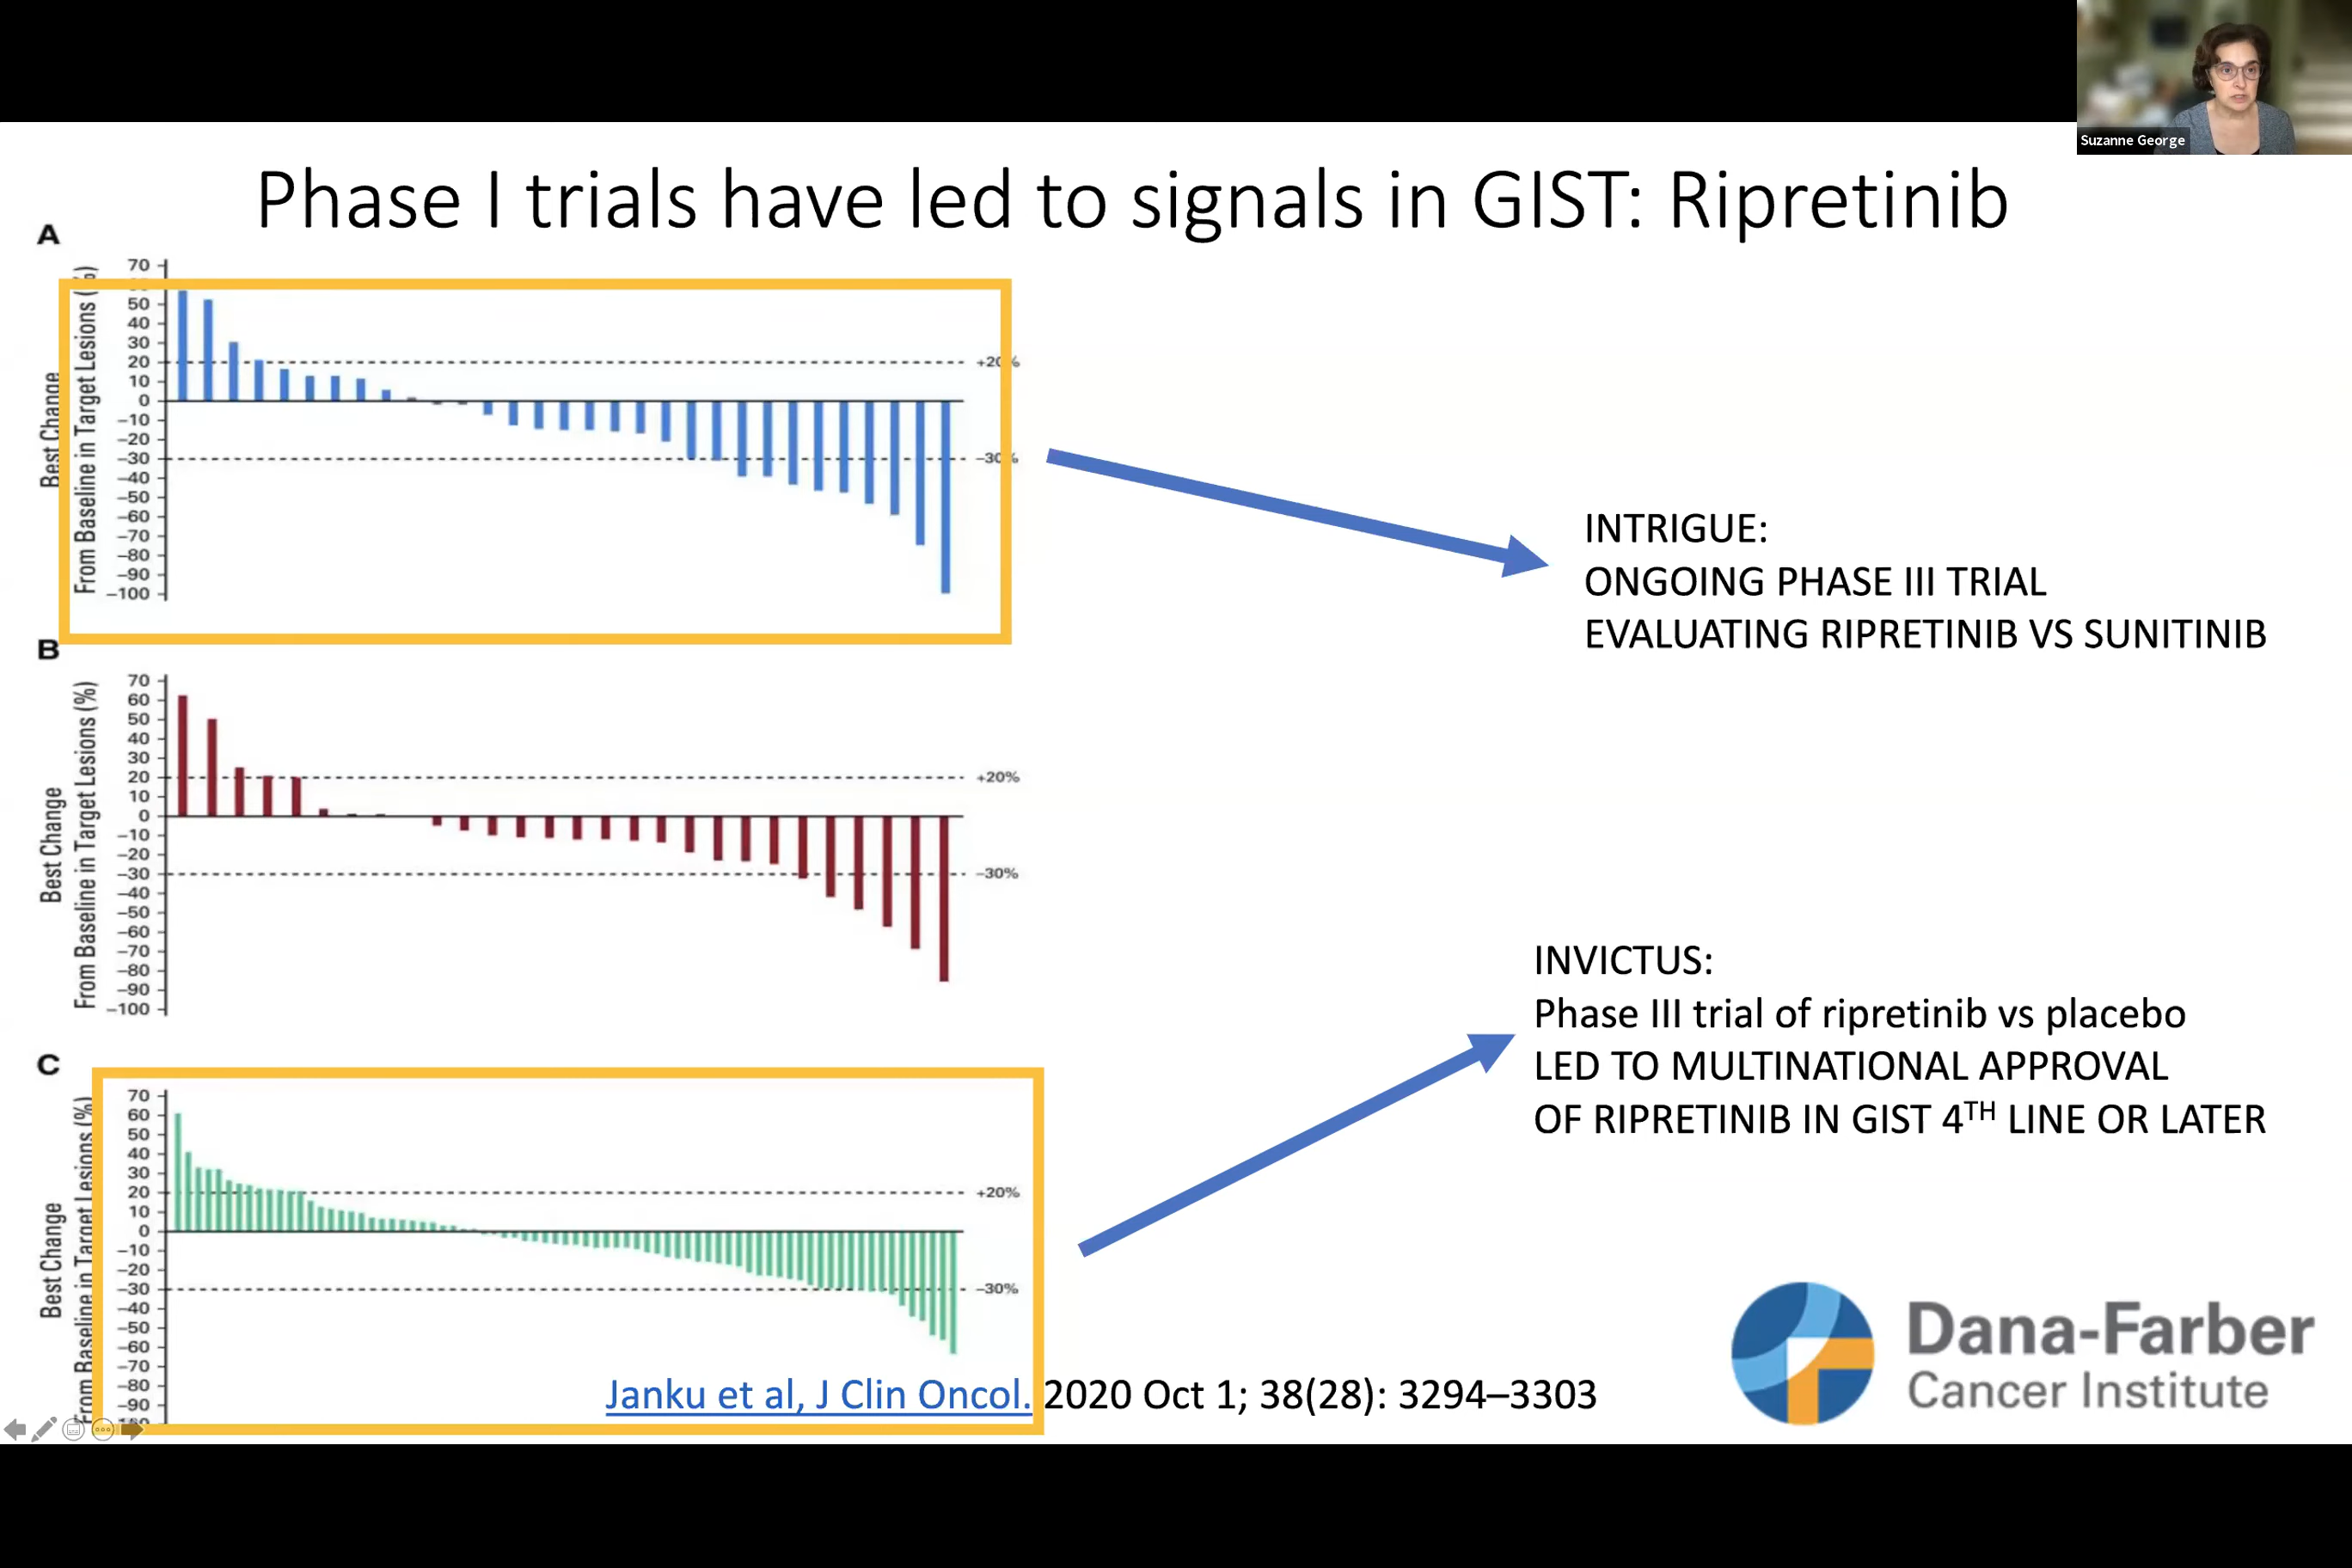 Suzanne George
Phase I trials have led to signals in GIST: Ripretinib
A
Best Change
From Baseline in Target Lesions (%)
70
50
40
30
20
10
0
–10
–20
–30
–40
–50
–60
–70
–80
–90
–100
+20%
–30%
INTRIGUE:
ONGOING PHASE III TRIAL
EVALUATING RIPRETINIB VS SUNITINIB
B
Best Change
From Baseline in Target Lesions (%)
70
60
50
40
30
20
10
0
–10
–20
–30
–40
–50
–60
–70
–80
–90
–100
+20%
–30%
INVICTUS:
Phase III trial of ripretinib vs placebo
LED TO MULTINATIONAL APPROVAL
OF RIPRETINIB IN GIST 4TH LINE OR LATER
C
Best Change
From Baseline in Target Lesions (%)
70
60
50
40
30
20
10
0
–10
–20
–30
–40
–50
–60
–70
–80
–90
+20%
–30%
Janku et al, J Clin Oncol. 2020 Oct 1; 38(28): 3294–3303
Dana-Farber
Cancer Institute